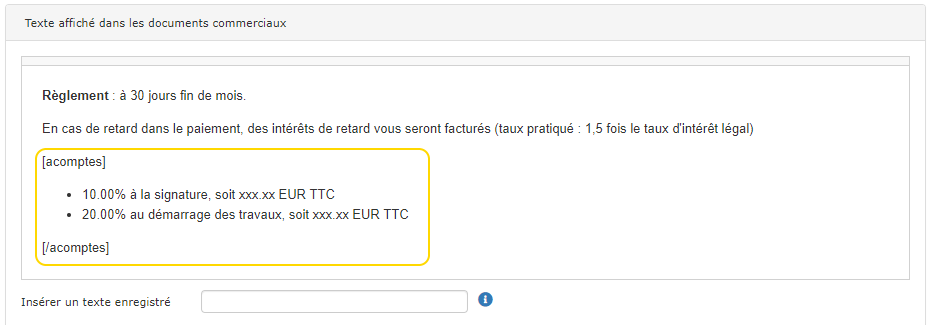 Texte affiché dans les documents commerciaux
Règlement : à 30 jours fin de mois.
En cas de retard dans le paiement, des intérêts de retard vous seront facturés (taux pratiqué : 1,5 fois le taux d'intérêt légal)
[acomptes]
• 10.00% à la signature, soit xxx.xx EUR TTC
• 20.00% au démarrage des travaux, soit xxx.xx EUR TTC
[/acomptes]
Insérer un texte enregistré